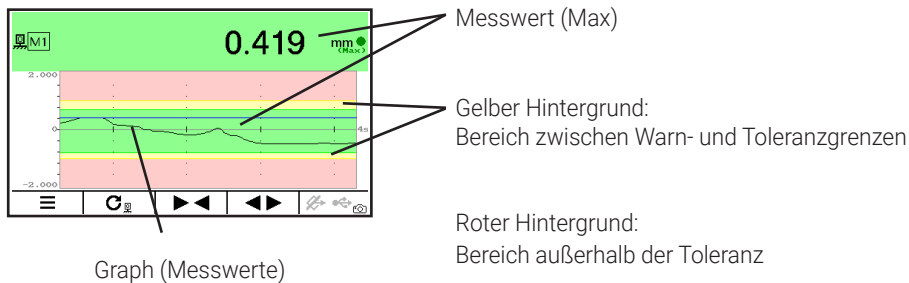 Messwert (Max)
M1
0.419 mm
(Max)
2.000
Gelber Hintergrund:
0
4s
Bereich zwischen Warn- und Toleranzgrenzen
-2.000
Roter Hintergrund:
Bereich außerhalb der Toleranz
Graph (Messwerte)